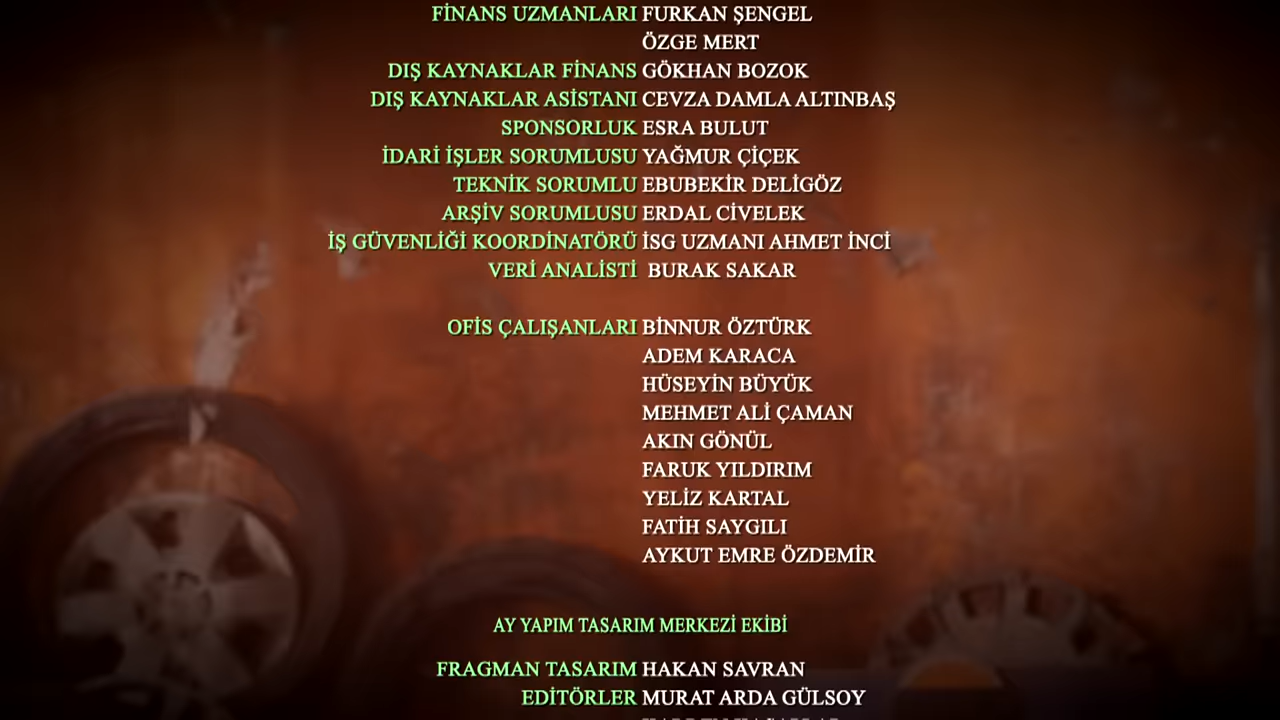 FİNANS UZMANLARI FURKAN ŞENGEL
ÖZGE MERT
DIŞ KAYNAKLAR FİNANS GÖKHAN BOZOK
DIŞ KAYNAKLAR ASİSTANI CEVZA DAMLA ALTINBAŞ
SPONSORLUK ESRA BULUT
İDARİ İŞLER SORUMLUSU YAĞMUR ÇİÇEK
TEKNİK SORUMLU EBUBEKİR DELİGÖZ
ARŞİV SORUMLUSU ERDAL CİVELEK
İŞ GÜVENLİĞİ KOORDİNATÖRÜ İSG UZMANI AHMET İNCİ
VERİ ANALİSTİ BURAK SAKAR
OFİS ÇALIŞANLARI BİNNUR ÖZTÜRK
ADEM KARACA
HÜSEYİN BÜYÜK
MEHMET ALİ ÇAMAN
AKIN GÖNÜL
FARUK YILDIRIM
YELİZ KARTAL
FATİH SAYGILI
AYKUT EMRE ÖZDEMİR
AY YAPIM TASARIM MERKEZİ EKİBİ
FRAGMAN TASARIM HAKAN SAVRAN
EDİTÖRLER MURAT ARDA GÜLSOY